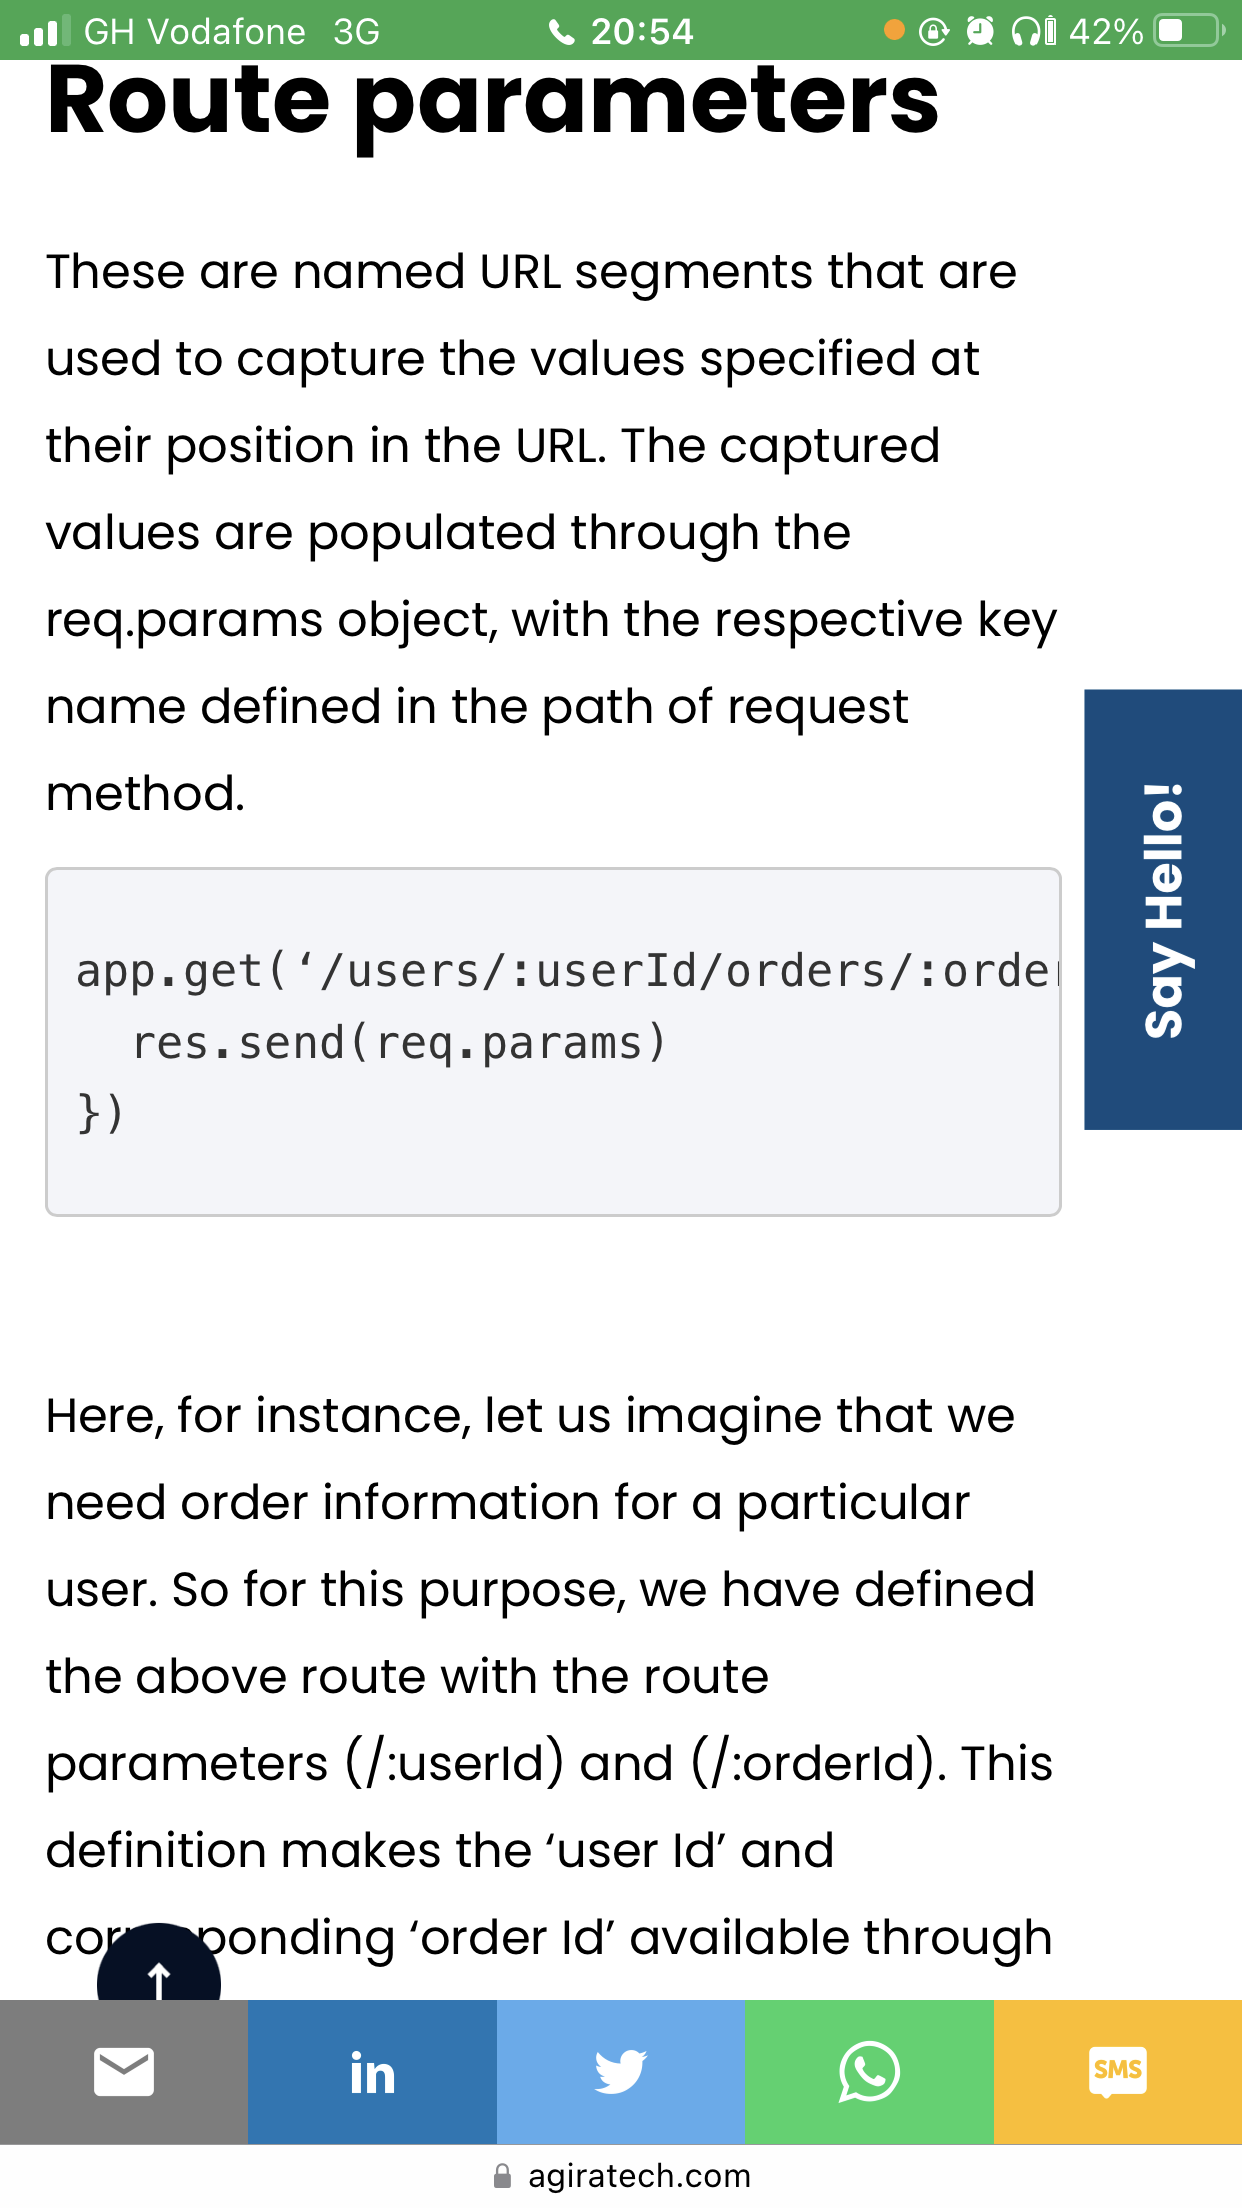 GH Vodafone 3G 20:54 42%
Route parameters
These are named URL segments that are
used to capture the values specified at
their position in the URL. The captured
values are populated through the
req.params object, with the respective key
name defined in the path of request
method.
Say Hello!
app.get(‘/users/:userId/orders/:order
res.send(req.params)
})
Here, for instance, let us imagine that we
need order information for a particular
user. So for this purpose, we have defined
the above route with the route
parameters (/:userId) and (/:orderId). This
definition makes the ‘user Id’ and
‘order Id’ available through
in
SMS
agiratech.com